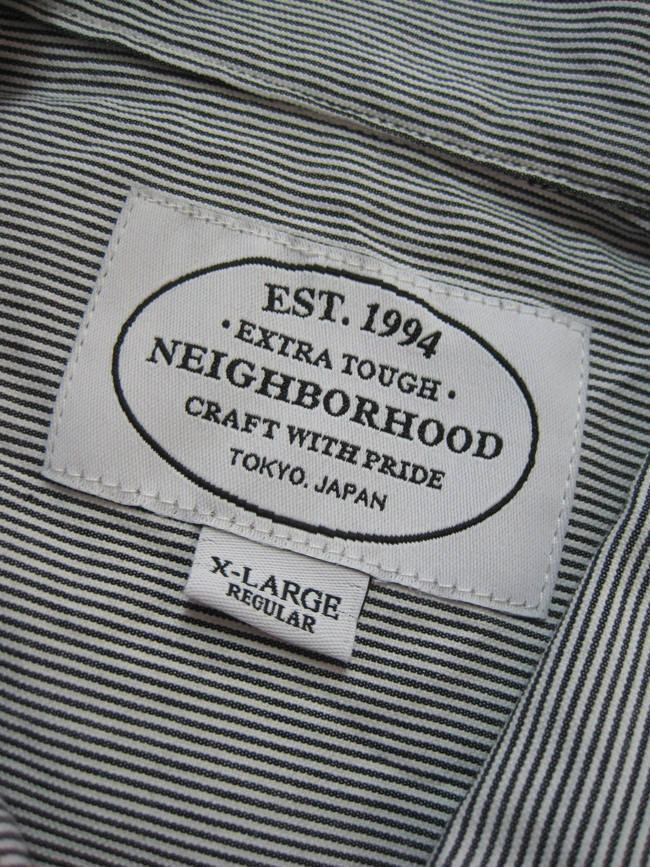 EST. 1994
• EXTRA TOUGH •
NEIGHBORHOOD
CRAFT WITH PRIDE
TOKYO. JAPAN
X-LARGE
REGULAR